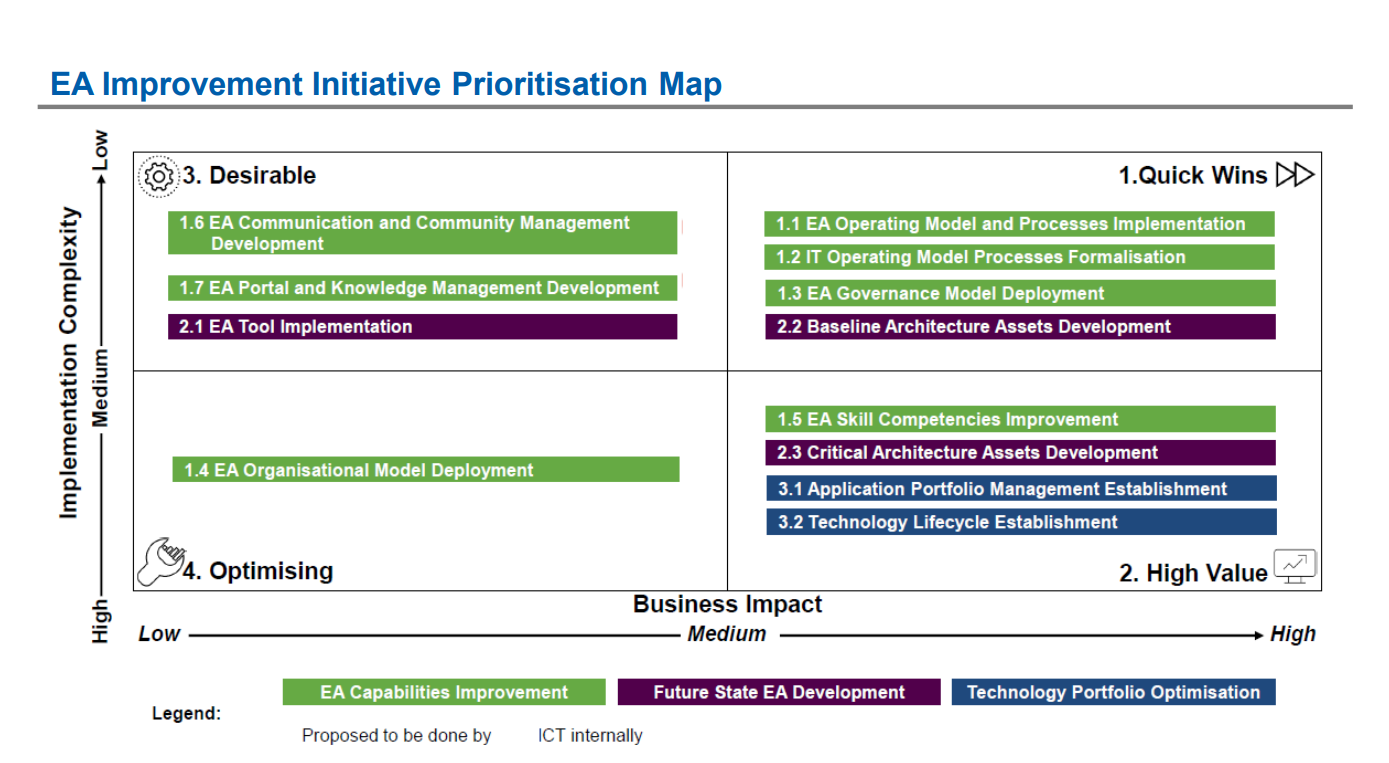 EA Improvement Initiative Prioritisation Map
Implementation Complexity
Low
Medium
High
3. Desirable
1.6 EA Communication and Community Management
Development
1.7 EA Portal and Knowledge Management Development
2.1 EA Tool Implementation
1.Quick Wins
1.1 EA Operating Model and Processes Implementation
1.2 IT Operating Model Processes Formalisation
1.3 EA Governance Model Deployment
2.2 Baseline Architecture Assets Development
1.4 EA Organisational Model Deployment
4. Optimising
1.5 EA Skill Competencies Improvement
2.3 Critical Architecture Assets Development
3.1 Application Portfolio Management Establishment
3.2 Technology Lifecycle Establishment
2. High Value
Business Impact
Low
Medium
High
Legend:
EA Capabilities Improvement
Future State EA Development
Technology Portfolio Optimisation
Proposed to be done by ICT internally